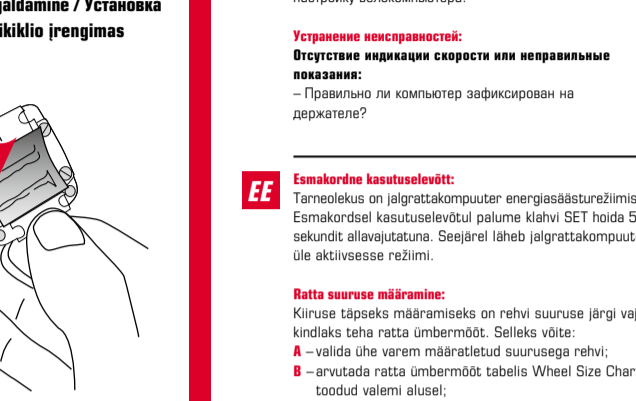 jaldamine / Установка
ikiklio įrengimas
Устранение неисправностей:
Отсутствие индикации скорости или неправильные
показания:
– Правильно ли компьютер зафиксирован на
держателе?
EE
Esmakordne kasutuselevõtt:
Tarneolekus on jalgrattakompuuter energiasäästurežiimis
Esmakordsel kasutuselevõtul palume klahvi SET hoida 5
sekundit allavajutatuna. Seejärel läheb jalgrattakompuut
üle aktiivsesse režiimi.
Ratta suuruse määramine:
Kiiruse täpseks määramiseks on rehvi suuruse järgi vaj
kindlaks teha ratta ümbermõõt. Selleks võite:
A – valida ühe varem määratletud suurusega rehvi;
B – arvutada ratta ümbermõõt tabelis Wheel Size Char
toodud valemi alusel;